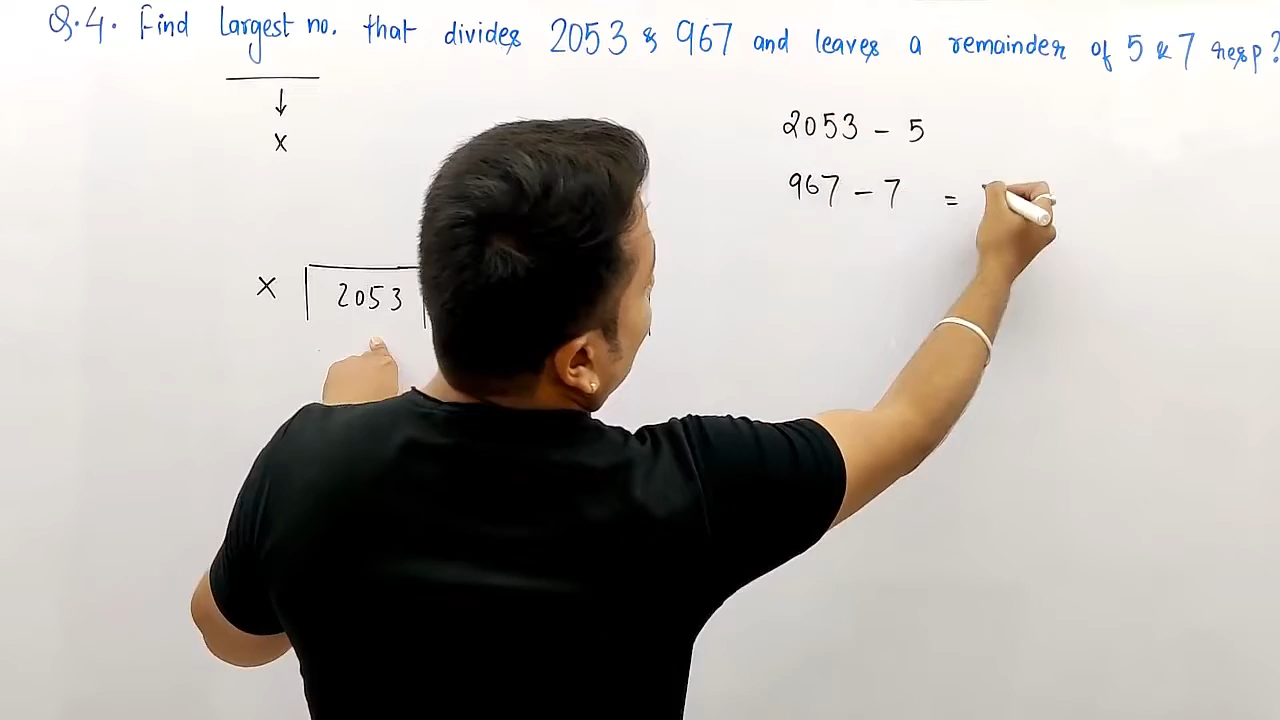 Q.4. Find largest no. that divides 2053 & 967 and leaves a remainder of 5 & 7 resp?
x
2053 - 5
967 - 7 =
x 2053